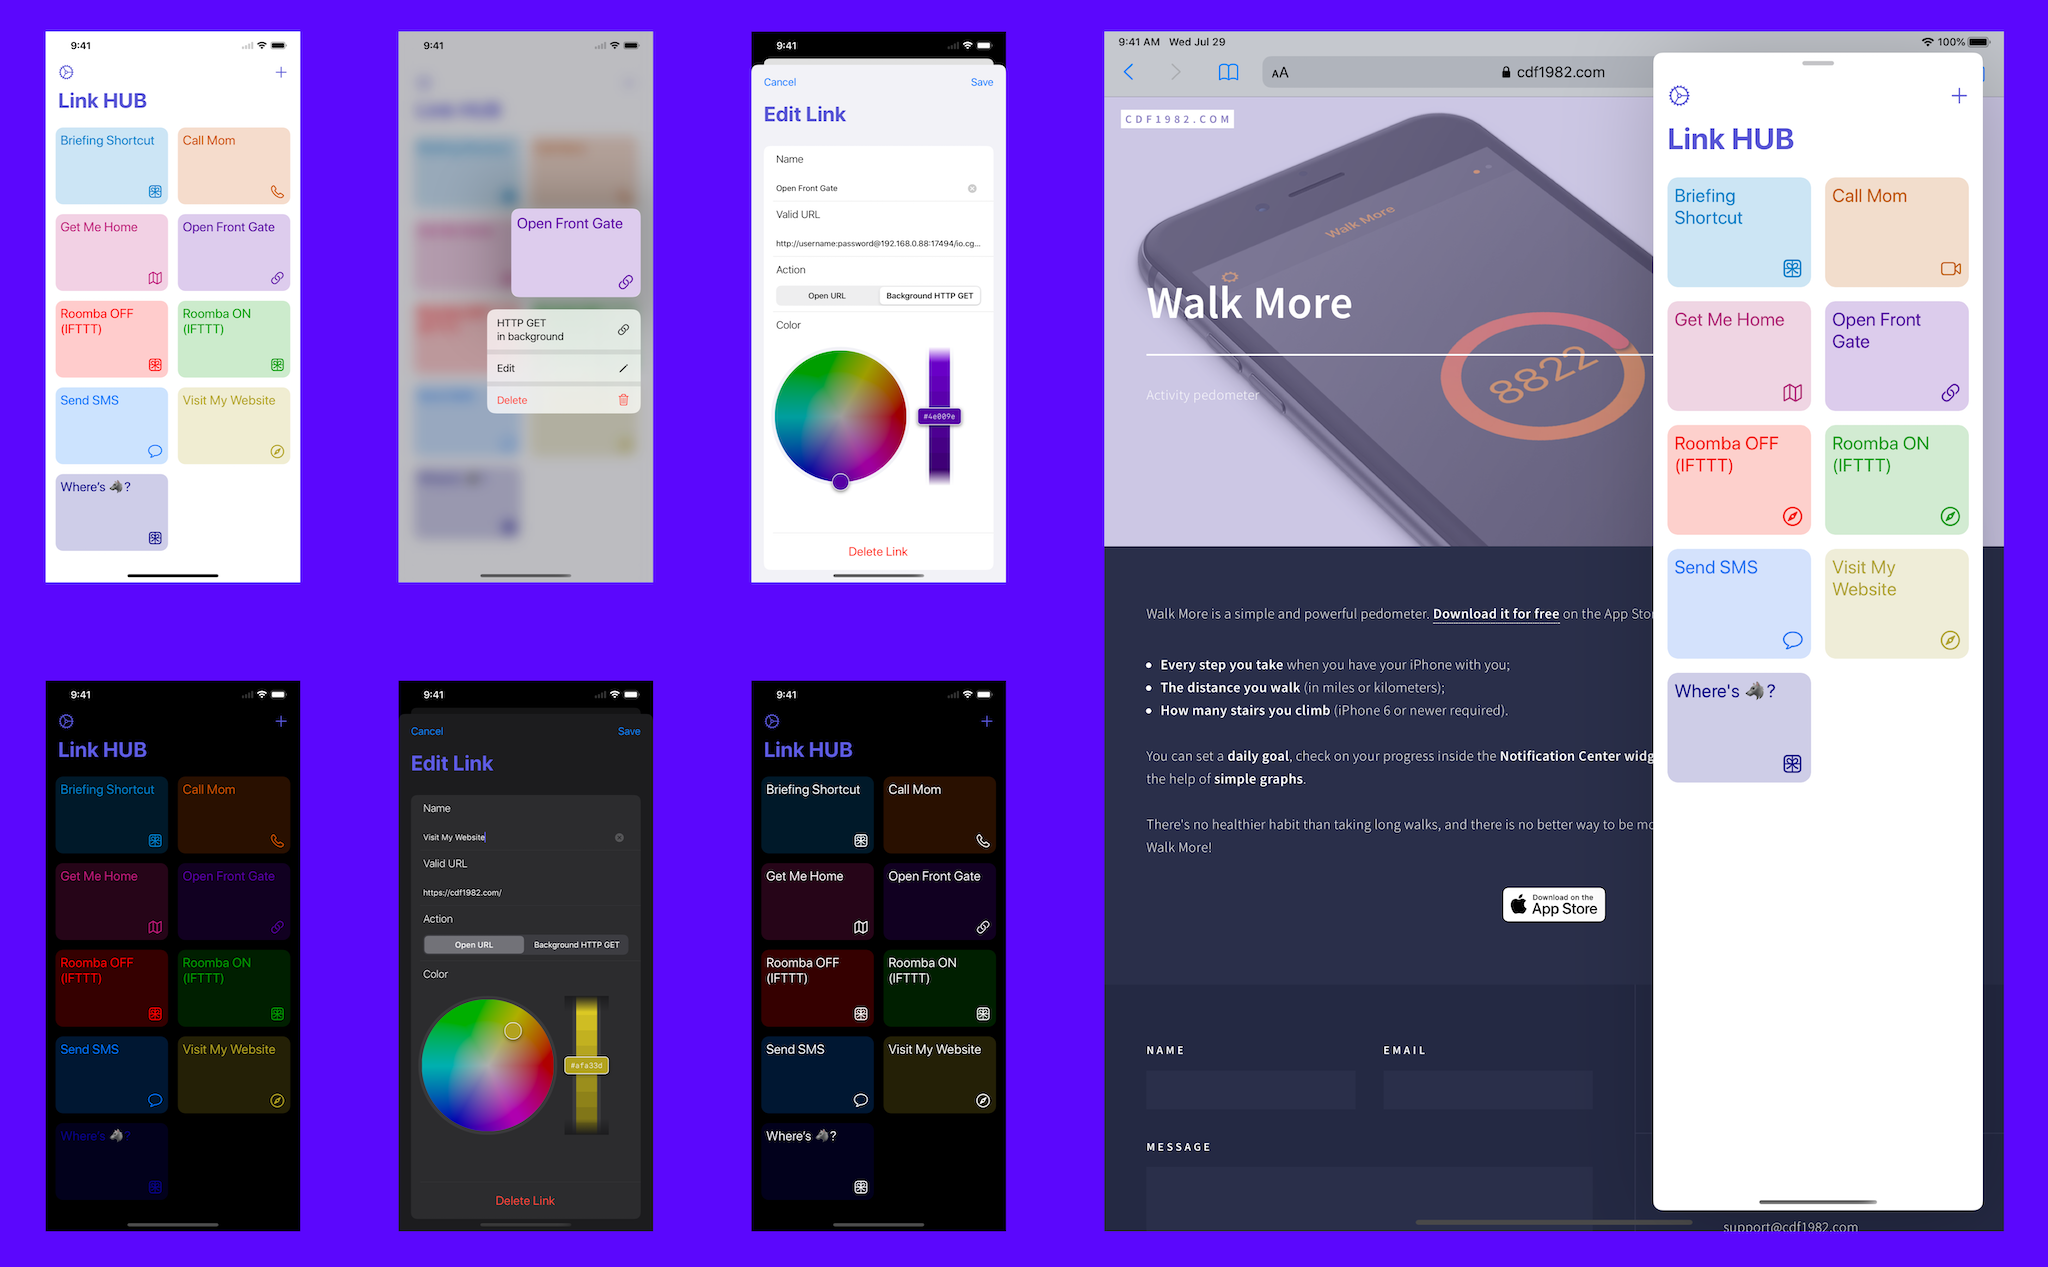 9:41
Link HUB
Briefing Shortcut
Call Mom
Get Me Home
Open Front Gate
Roomba OFF
(IFTTT)
Roomba ON
(IFTTT)
Send SMS
Visit My Website
Where's 🐴?
9:41
Open Front Gate
HTTP GET
in background
Edit
Delete
9:41
Cancel
Save
Edit Link
Name
Open Front Gate
Valid URL
http://username:password@192.168.0.88:17494/io.cg...
Action
Open URL
Background HTTP GET
Color
#4e009e
Delete Link
9:41
Link HUB
Briefing Shortcut
Call Mom
Get Me Home
Open Front Gate
Roomba OFF
(IFTTT)
Roomba ON
(IFTTT)
Send SMS
Visit My Website
Where's 🐴?
9:41
Cancel
Save
Edit Link
Name
Visit My Website
Valid URL
https://cdf1982.com/
Action
Open URL
Background HTTP GET
Color
#afa33d
Delete Link
9:41
Link HUB
Briefing Shortcut
Call Mom
Get Me Home
Open Front Gate
Roomba OFF
(IFTTT)
Roomba ON
(IFTTT)
Send SMS
Visit My Website
Where's 🐴?
9:41 AM Wed Jul 29
100%
AA
cdf1982.com
CDF1982.COM
Walk More
Walk More
8822
Activity pedometer
Walk More is a simple and powerful pedometer. Download it for free on the App Sto
• Every step you take when you have your iPhone with you;
• The distance you walk (in miles or kilometers);
• How many stairs you climb (iPhone 6 or newer required).
You can set a daily goal, check on your progress inside the Notification Center widg
the help of simple graphs.
There's no healthier habit than taking long walks, and there is no better way to be mo
Walk More!
Download on the
App Store
NAME
EMAIL
MESSAGE
support@cdf1982.com
Link HUB
Briefing
Shortcut
Call Mom
Get Me Home
Open Front
Gate
Roomba OFF
(IFTTT)
Roomba ON
(IFTTT)
Send SMS
Visit My
Website
Where's 🐴?